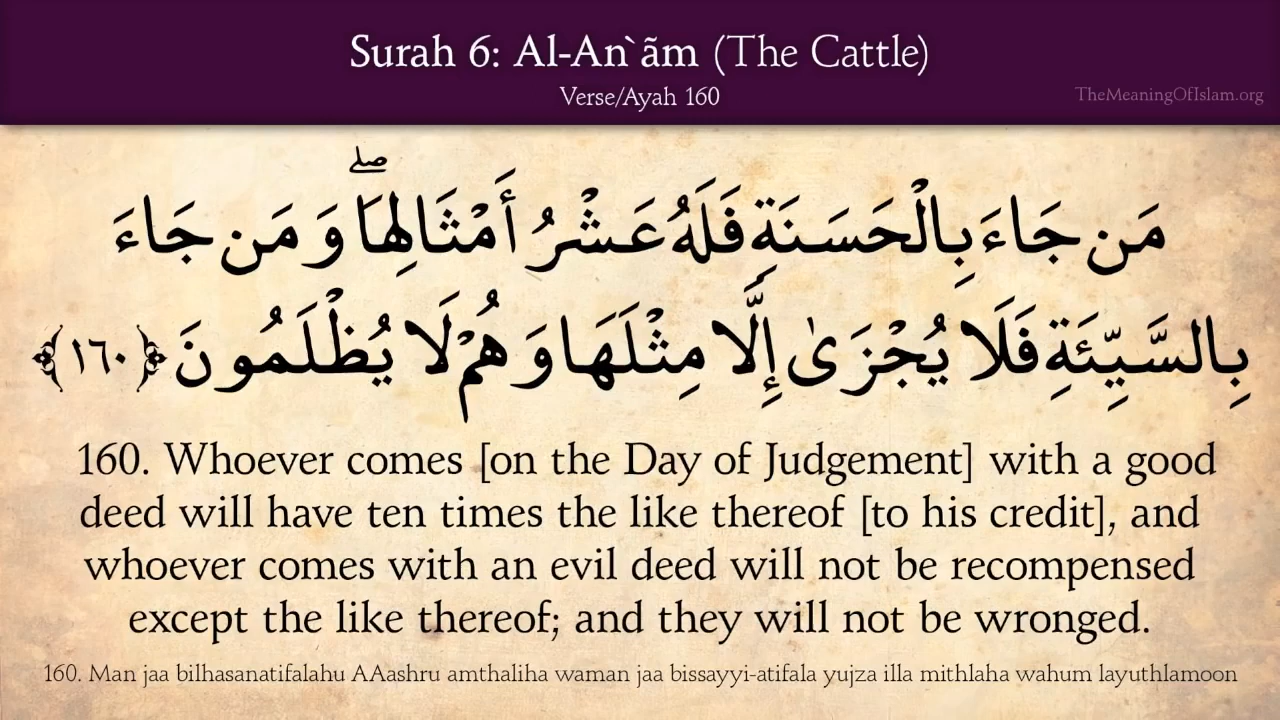 Surah 6: Al-An`ãm (The Cattle)
Verse/Ayah 160
TheMeaningOfIslam.org
مَن جَاءَ بِالْحَسَنَةِ فَلَهُ عَشْرُ أَمْثَالِهَا ۖ وَمَن جَاءَ
بِالسَّيِّئَةِ فَلَا يُجْزَىٰ إِلَّا مِثْلَهَا وَهُمْ لَا يُظْلَمُونَ ﴿١٦٠﴾
160. Whoever comes [on the Day of Judgement] with a good
deed will have ten times the like thereof [to his credit], and
whoever comes with an evil deed will not be recompensed
except the like thereof; and they will not be wronged.
160. Man jaa bilhasanatifalahu AAashru amthaliha waman jaa bissayyi-atifala yujza illa mithlaha wahum layuthlamoon